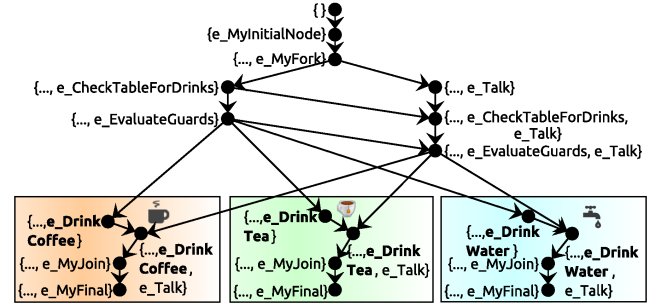 { }
{e_MyInitialNode}
{..., e_MyFork}
{..., e_CheckTableForDrinks}
{..., e_Talk}
{..., e_EvaluateGuards}
{..., e_CheckTableForDrinks,
e_Talk}
{..., e_EvaluateGuards, e_Talk}
{...,e_Drink
Coffee}
{...,e_Drink
Coffee ,
e_Talk}
{..., e_MyJoin}
{..., e_MyFinal}
{...,e_Drink
Tea}
{...,e_Drink
Tea , e_Talk}
{..., e_MyJoin}
{..., e_MyFinal}
{...,e_Drink
Water }
{...,e_Drink
Water ,
e_Talk}
{..., e_MyJoin}
{..., e_MyFinal}